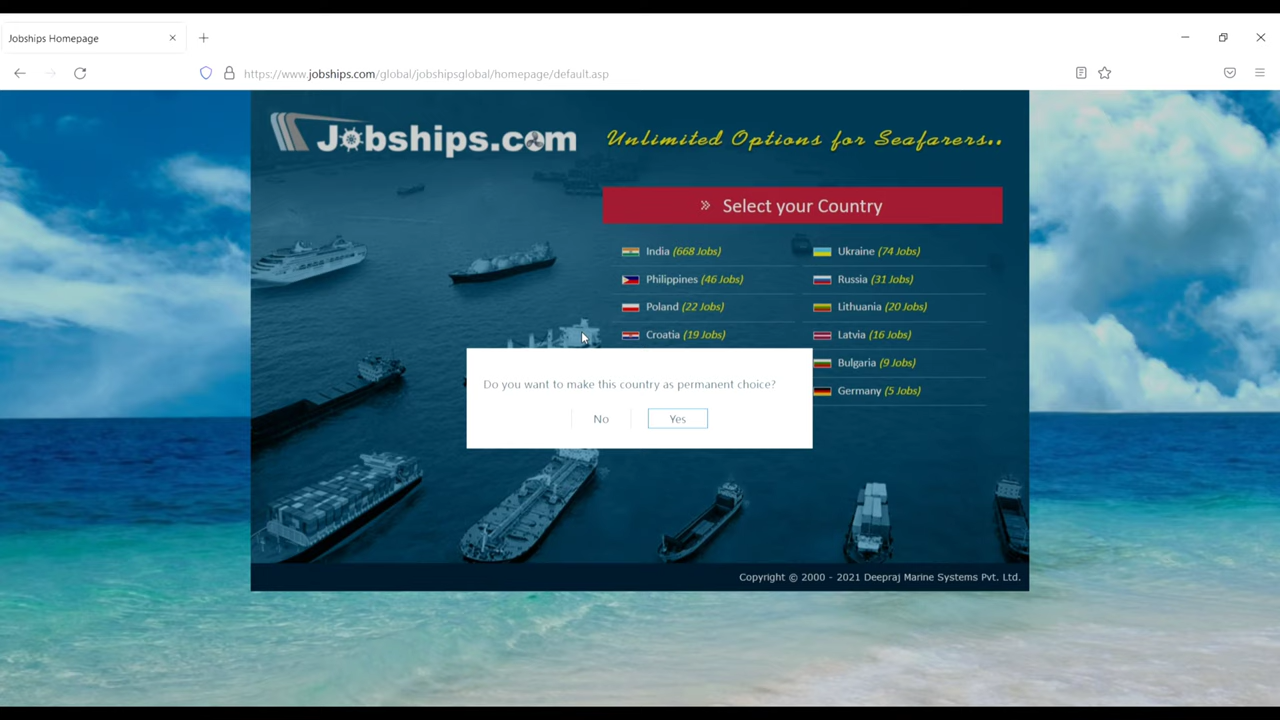 Jobships Homepage
https://www.jobships.com/global/jobshipsglobal/homepage/default.asp
Jobships.com
Unlimited Options for Seafarers..
» Select your Country
India (668 Jobs)
Ukraine (74 Jobs)
Philippines (46 Jobs)
Russia (31 Jobs)
Poland (22 Jobs)
Lithuania (20 Jobs)
Croatia (19 Jobs)
Latvia (16 Jobs)
Bulgaria (9 Jobs)
Germany (5 Jobs)
Do you want to make this country as permanent choice?
No
Yes
Copyright © 2000 - 2021 Deepraj Marine Systems Pvt. Ltd.